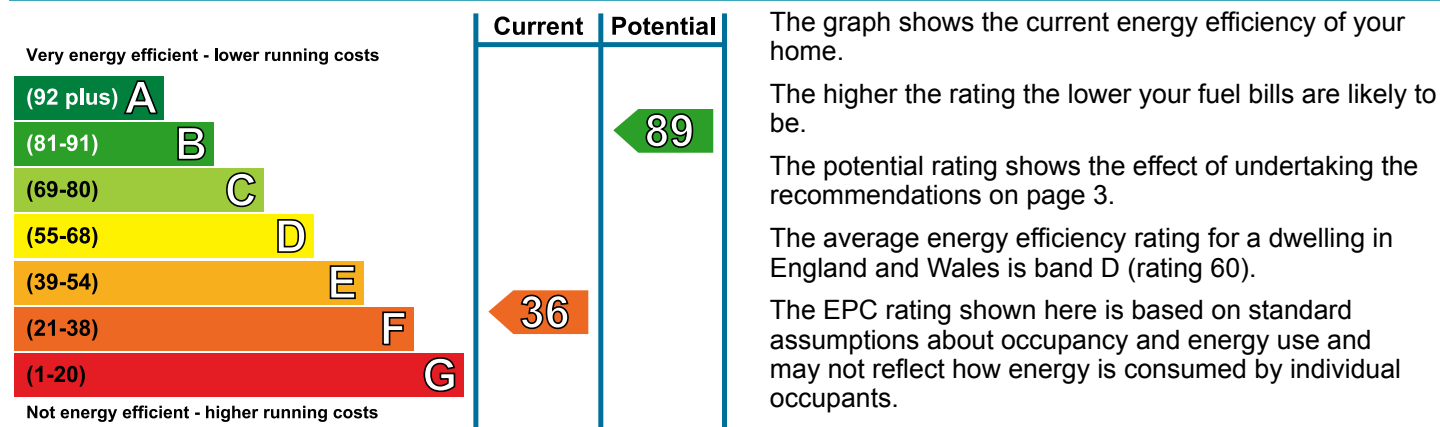 Current Potential
Very energy efficient - lower running costs
(92 plus) A
(81-91) B
(69-80) C
(55-68) D
(39-54) E
(21-38) F
(1-20) G
Not energy efficient - higher running costs
89
36
The graph shows the current energy efficiency of your
home.
The higher the rating the lower your fuel bills are likely to
be.
The potential rating shows the effect of undertaking the
recommendations on page 3.
The average energy efficiency rating for a dwelling in
England and Wales is band D (rating 60).
The EPC rating shown here is based on standard
assumptions about occupancy and energy use and
may not reflect how energy is consumed by individual
occupants.